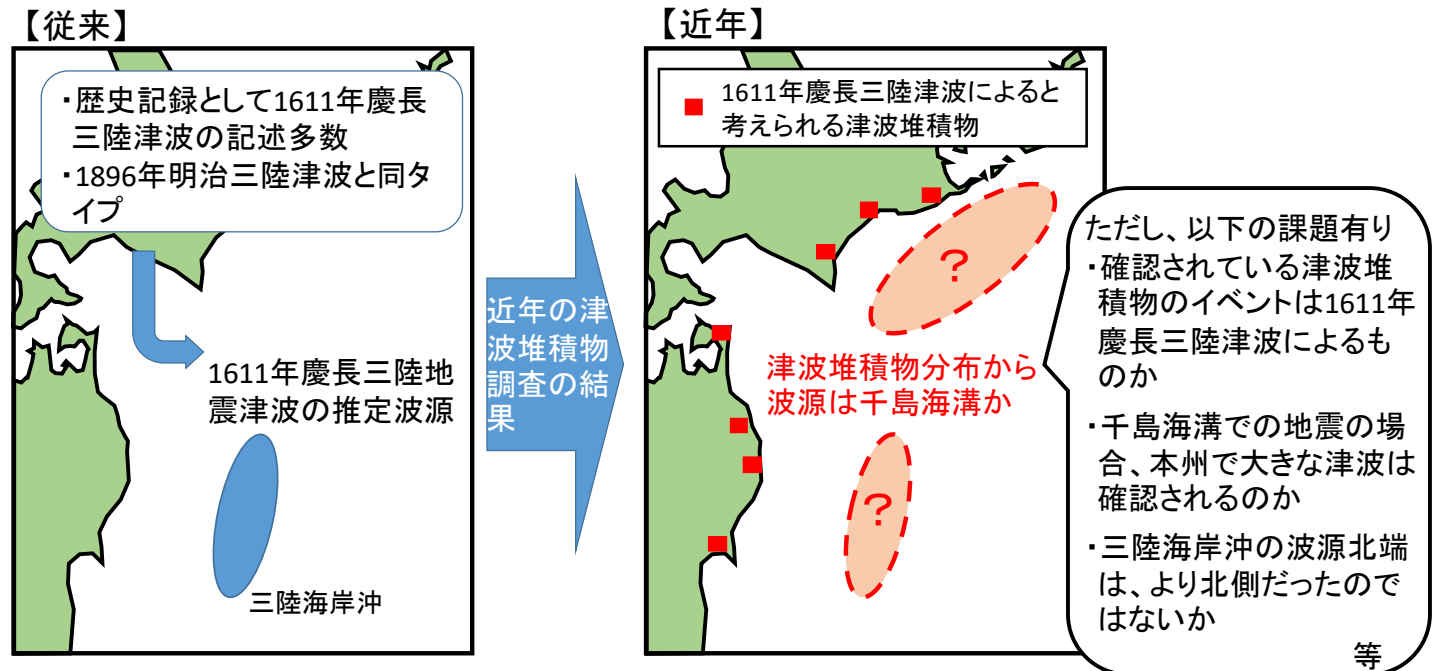 【従来】
・歴史記録として1611年慶長
三陸津波の記述多数
・1896年明治三陸津波と同タ
イプ
1611年慶長三陸地
震津波の推定波源
三陸海岸沖
近年の津
波堆積物
調査の結
果
【近年】
1611年慶長三陸津波によると
考えられる津波堆積物
?
津波堆積物分布から
波源は千島海溝か
?
ただし、以下の課題有り
・確認されている津波堆
積物のイベントは1611年
慶長三陸津波によるも
のか
・千島海溝での地震の場
合、本州で大きな津波は
確認されるのか
・三陸海岸沖の波源北端
は、より北側だったので
はないか
等